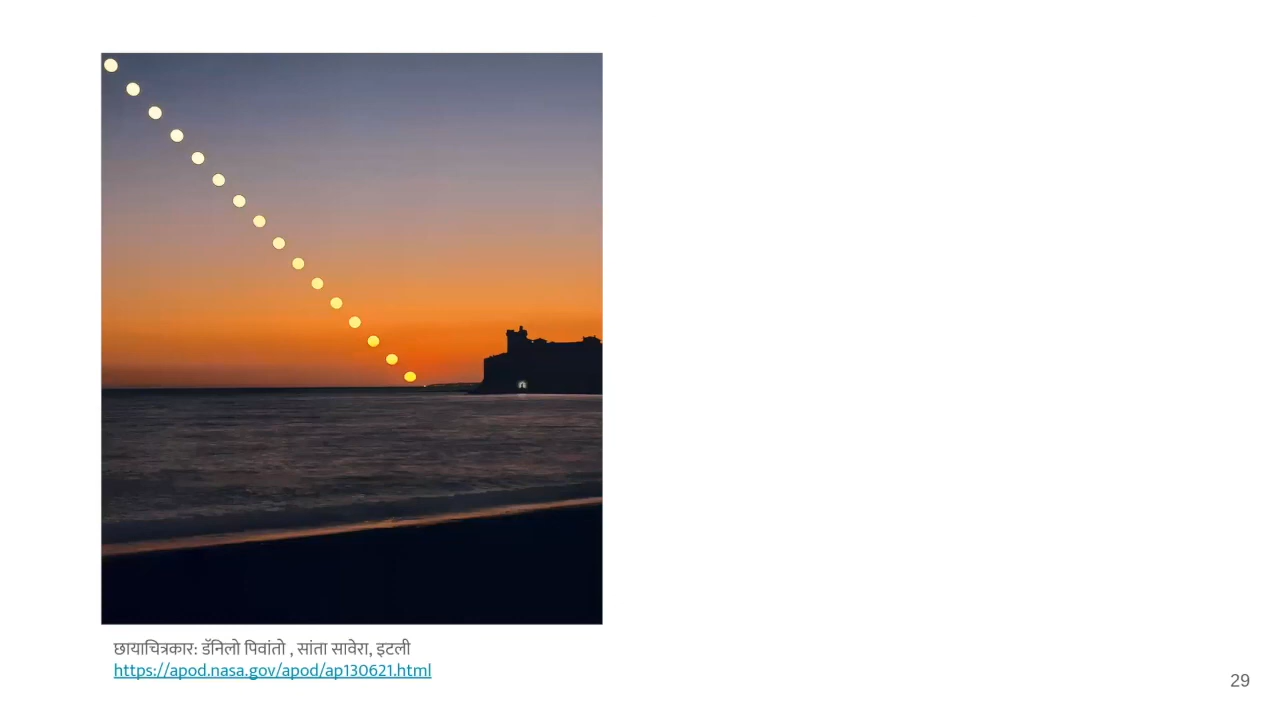 छायाचित्रकार: डॅनिलो पिवांतो , सांता सावेरा, इटली
https://apod.nasa.gov/apod/ap130621.html
29